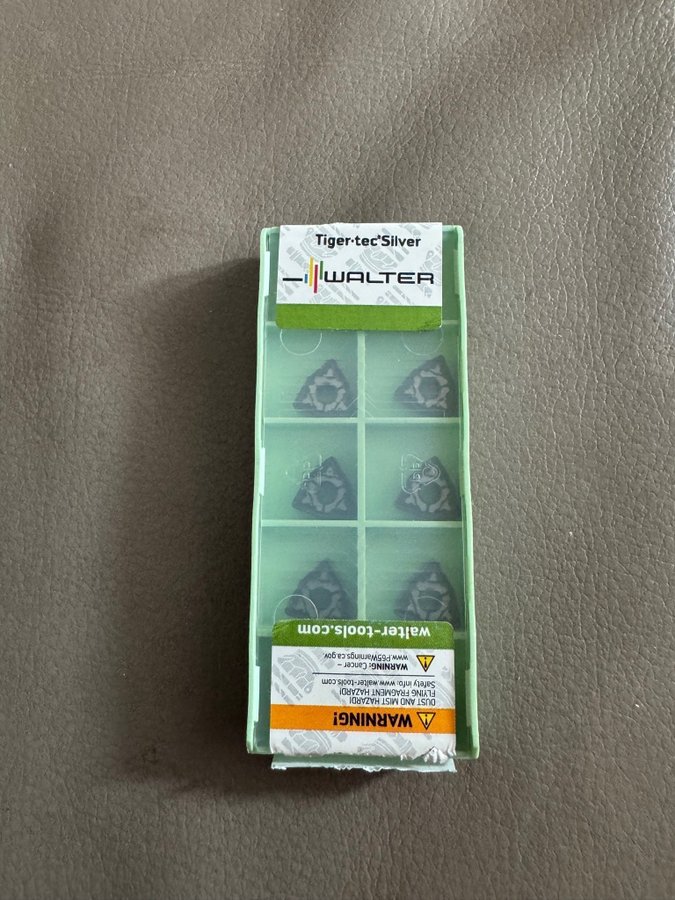 Tiger·tec®Silver
WALTER
PP
walter-tools.com
WARNING: Cancer –
www.P65Warnings.ca.gov
Safety info: www.walter-tools.com
FLYING FRAGMENT HAZARD!
DUST AND MIST HAZARD!
WARNING!